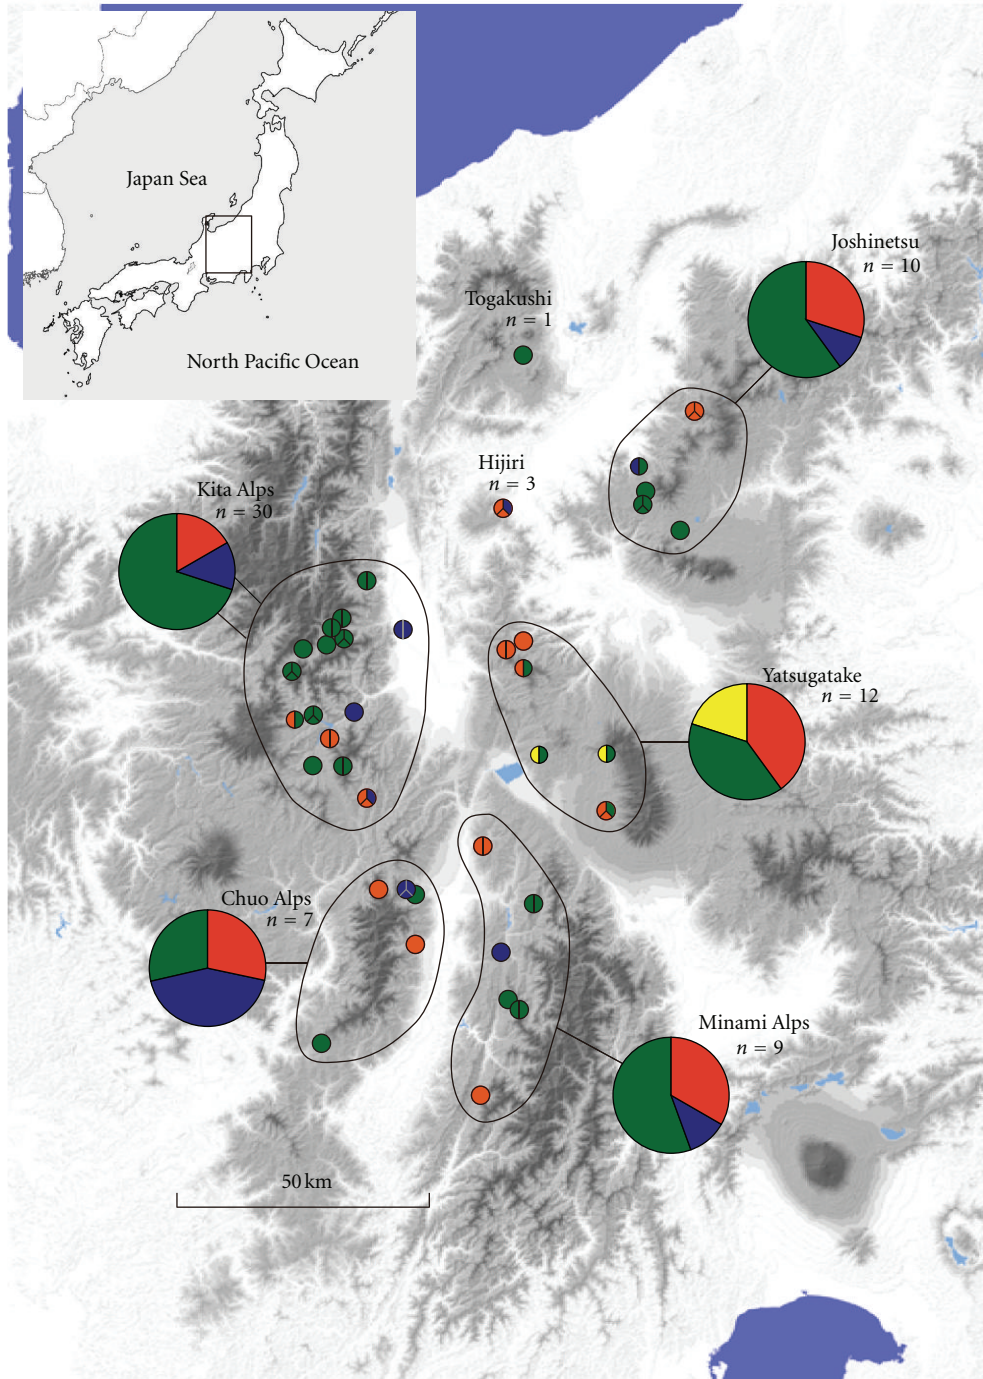 Japan Sea
North Pacific Ocean
Joshinetsu
n = 10
Togakushi
n = 1
Hijiri
n = 3
Kita Alps
n = 30
Yatsugatake
n = 12
Chuo Alps
n = 7
Minami Alps
n = 9
50 km